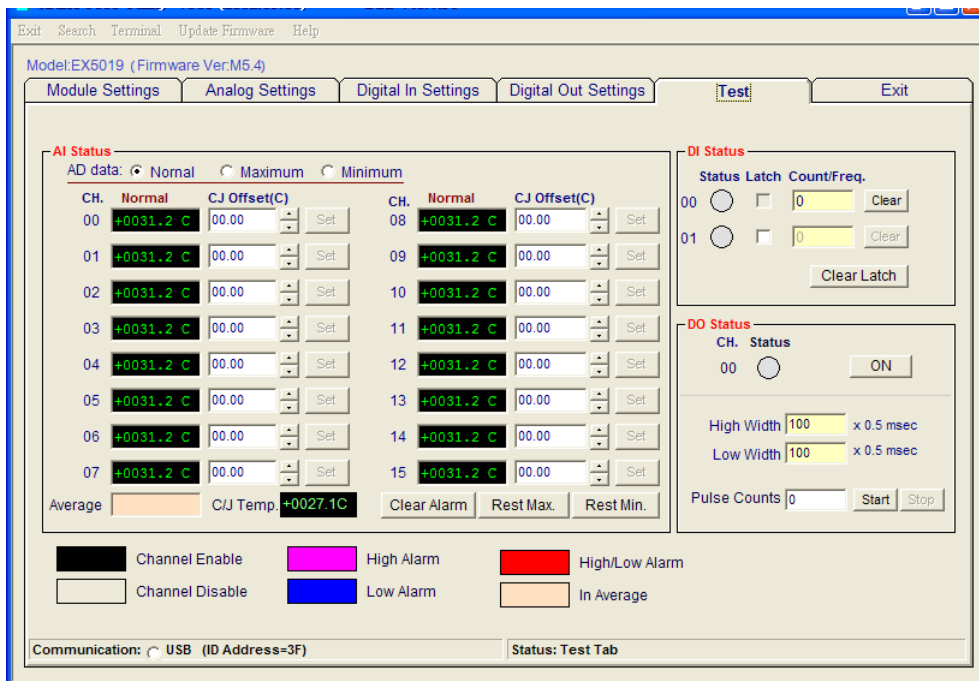 Exit Search Terminal Update Firmware Help
Model:EX5019 (Firmware Ver:M5.4)
Module Settings Analog Settings Digital In Settings Digital Out Settings Test Exit
AI Status
AD data: Nornal Maximum Minimum
CH. Normal CJ Offset(C) CH. Normal CJ Offset(C)
00 +0031.2 C 00.00 Set 08 +0031.2 C 00.00 Set
01 +0031.2 C 00.00 Set 09 +0031.2 C 00.00 Set
02 +0031.2 C 00.00 Set 10 +0031.2 C 00.00 Set
03 +0031.2 C 00.00 Set 11 +0031.2 C 00.00 Set
04 +0031.2 C 00.00 Set 12 +0031.2 C 00.00 Set
05 +0031.2 C 00.00 Set 13 +0031.2 C 00.00 Set
06 +0031.2 C 00.00 Set 14 +0031.2 C 00.00 Set
07 +0031.2 C 00.00 Set 15 +0031.2 C 00.00 Set
Average C/J Temp. +0027.1C Clear Alarm Rest Max. Rest Min.
DI Status
Status Latch Count/Freq.
00 0 Clear
01 0 Clear
Clear Latch
DO Status
CH. Status
00 ON
High Width 100 x 0.5 msec
Low Width 100 x 0.5 msec
Pulse Counts 0 Start Stop
Channel Enable High Alarm High/Low Alarm
Channel Disable Low Alarm In Average
Communication: USB (ID Address=3F) Status: Test Tab